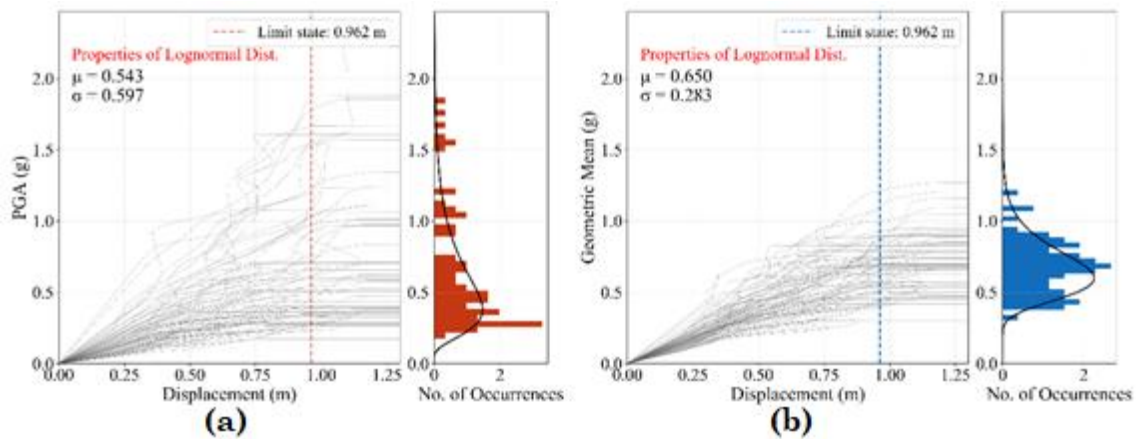 Limit state: 0.962 m
Properties of Lognormal Dist.
μ = 0.543
σ = 0.597
PGA (g)
2.0
1.5
1.0
0.5
0.0
0.00 0.25 0.50 0.75 1.00 1.25
Displacement (m)
2.0
1.5
1.0
0.5
0.0
0 2
No. of Occurrences
(a)
Limit state: 0.962 m
Properties of Lognormal Dist.
μ = 0.650
σ = 0.283
Geometric Mean (g)
2.0
1.5
1.0
0.5
0.0
0.00 0.25 0.50 0.75 1.00 1.25
Displacement (m)
2.0
1.5
1.0
0.5
0.0
0 2
No. of Occurrences
(b)